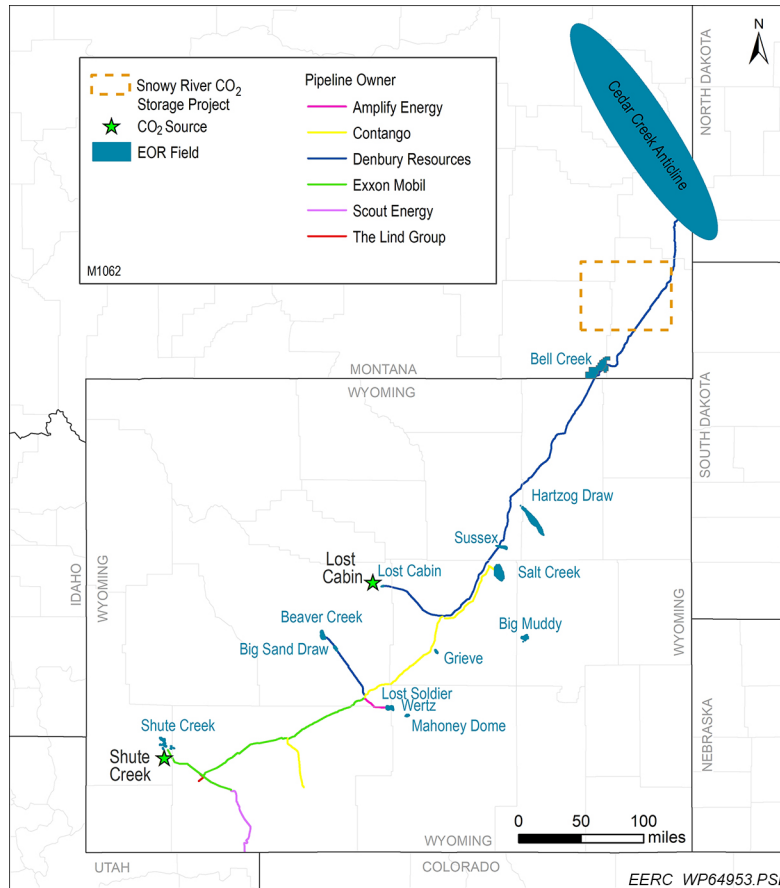 N
NORTH DAKOTA
Cedar Creek Anticline
Snowy River CO₂
Storage Project
CO₂ Source
EOR Field
Pipeline Owner
Amplify Energy
Contango
Denbury Resources
Exxon Mobil
Scout Energy
The Lind Group
M1062
Bell Creek
MONTANA
WYOMING
SOUTH DAKOTA
Hartzog Draw
Sussex
Lost
Cabin
Lost Cabin
Salt Creek
IDAHO
WYOMING
Beaver Creek
Big Sand Draw
Big Muddy
Grieve
WYOMING
NEBRASKA
Lost Soldier
Wertz
Mahoney Dome
Shute Creek
Shute
Creek
0 50 100
miles
WYOMING
UTAH
COLORADO
EERC WP64953.PSD